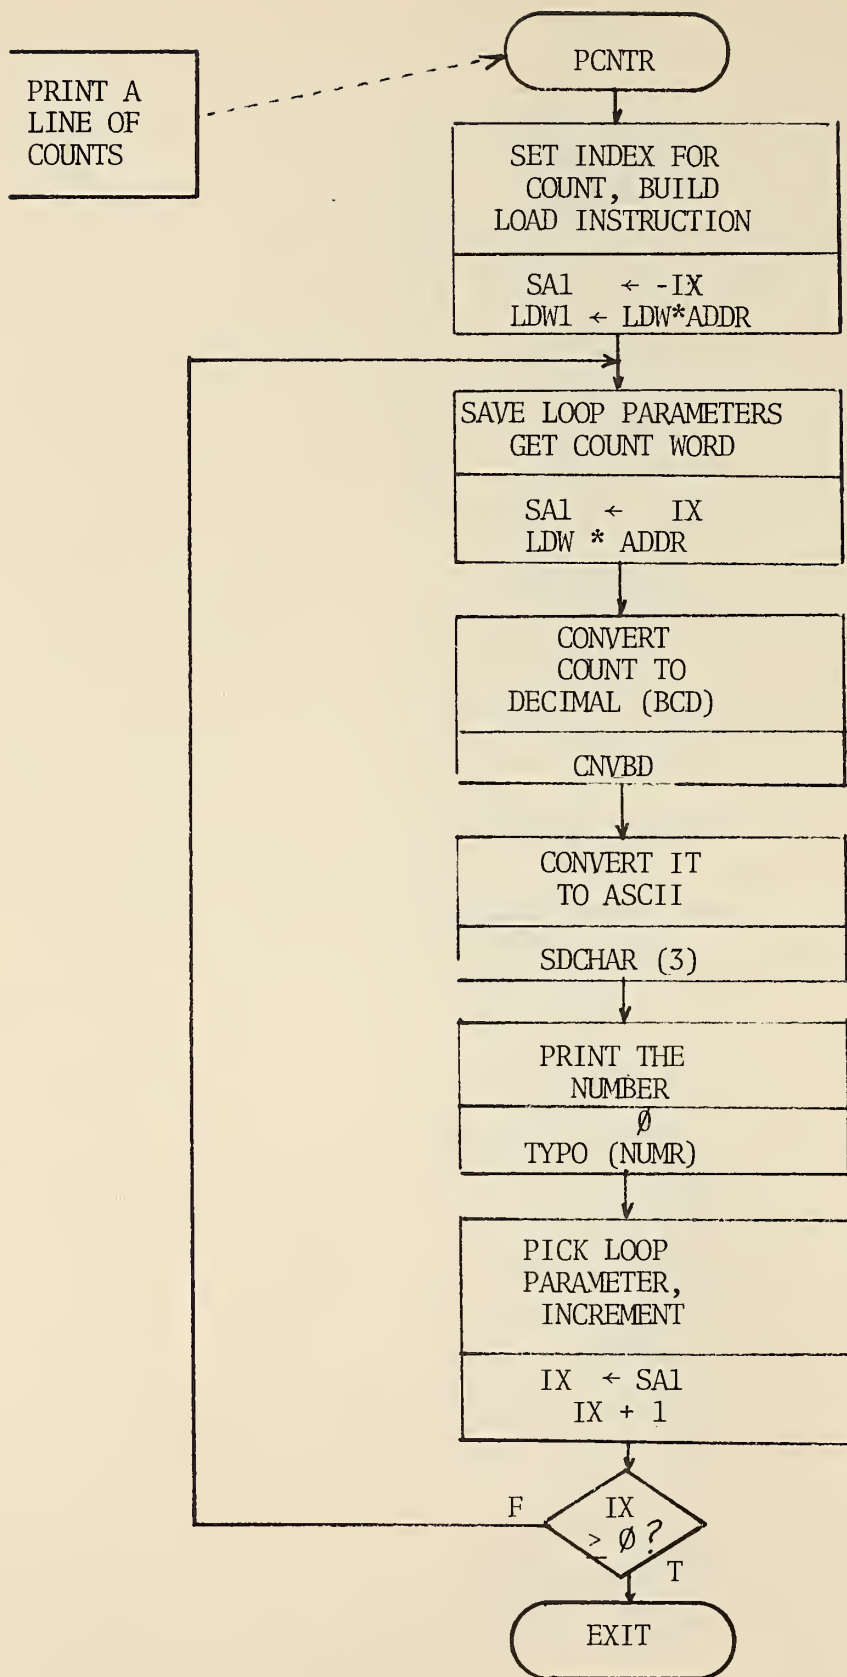 PRINT A
LINE OF
COUNTS
PCNTR
SET INDEX FOR
COUNT, BUILD
LOAD INSTRUCTION
SA1 ← -IX
LDW1 ← LDW*ADDR
SAVE LOOP PARAMETERS
GET COUNT WORD
SA1 ← IX
LDW * ADDR
CONVERT
COUNT TO
DECIMAL (BCD)
CNVBD
CONVERT IT
TO ASCII
SDCHAR (3)
PRINT THE
NUMBER
Ø
TYPO (NUMR)
PICK LOOP
PARAMETER,
INCREMENT
IX ← SA1
IX + 1
F
IX
≥ Ø?
T
EXIT